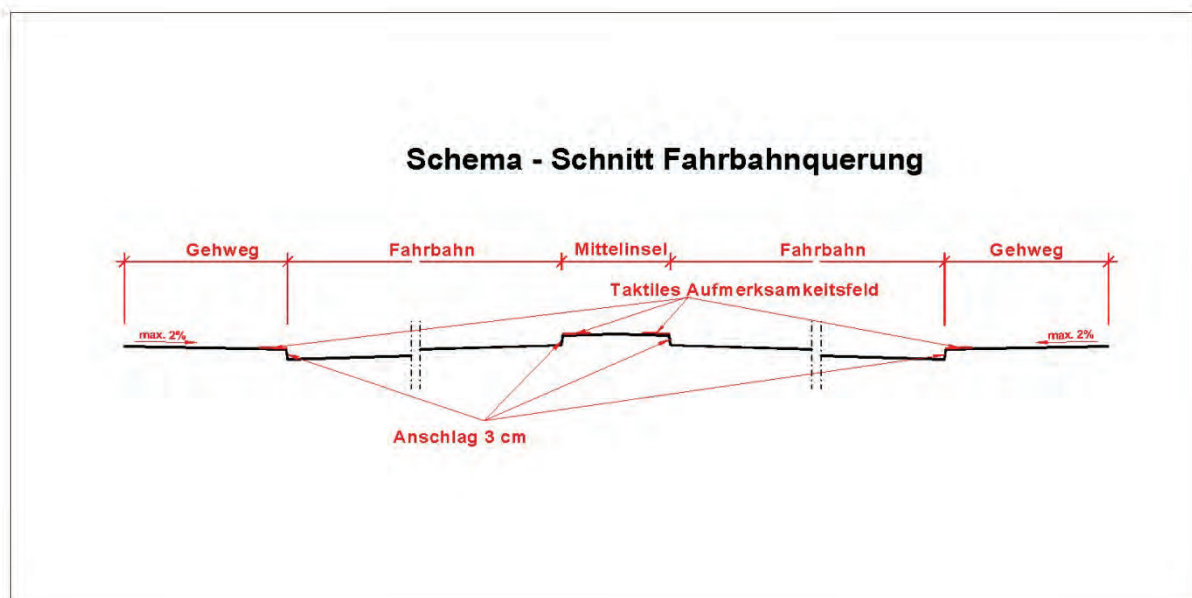 Schema - Schnitt Fahrbahnquerung
Gehweg Fahrbahn Mittelinsel Fahrbahn Gehweg
Taktiles Aufmerksamkeitsfeld
max. 2% max. 2%
Anschlag 3 cm